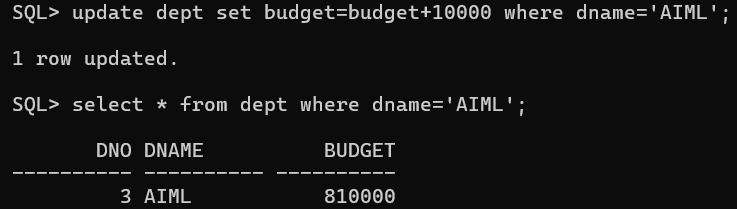 SQL> update dept set budget=budget+10000 where dname='AIML';
1 row updated.
SQL> select * from dept where dname='AIML';
       DNO DNAME          BUDGET
---------- ---------- ----------
         3 AIML           810000